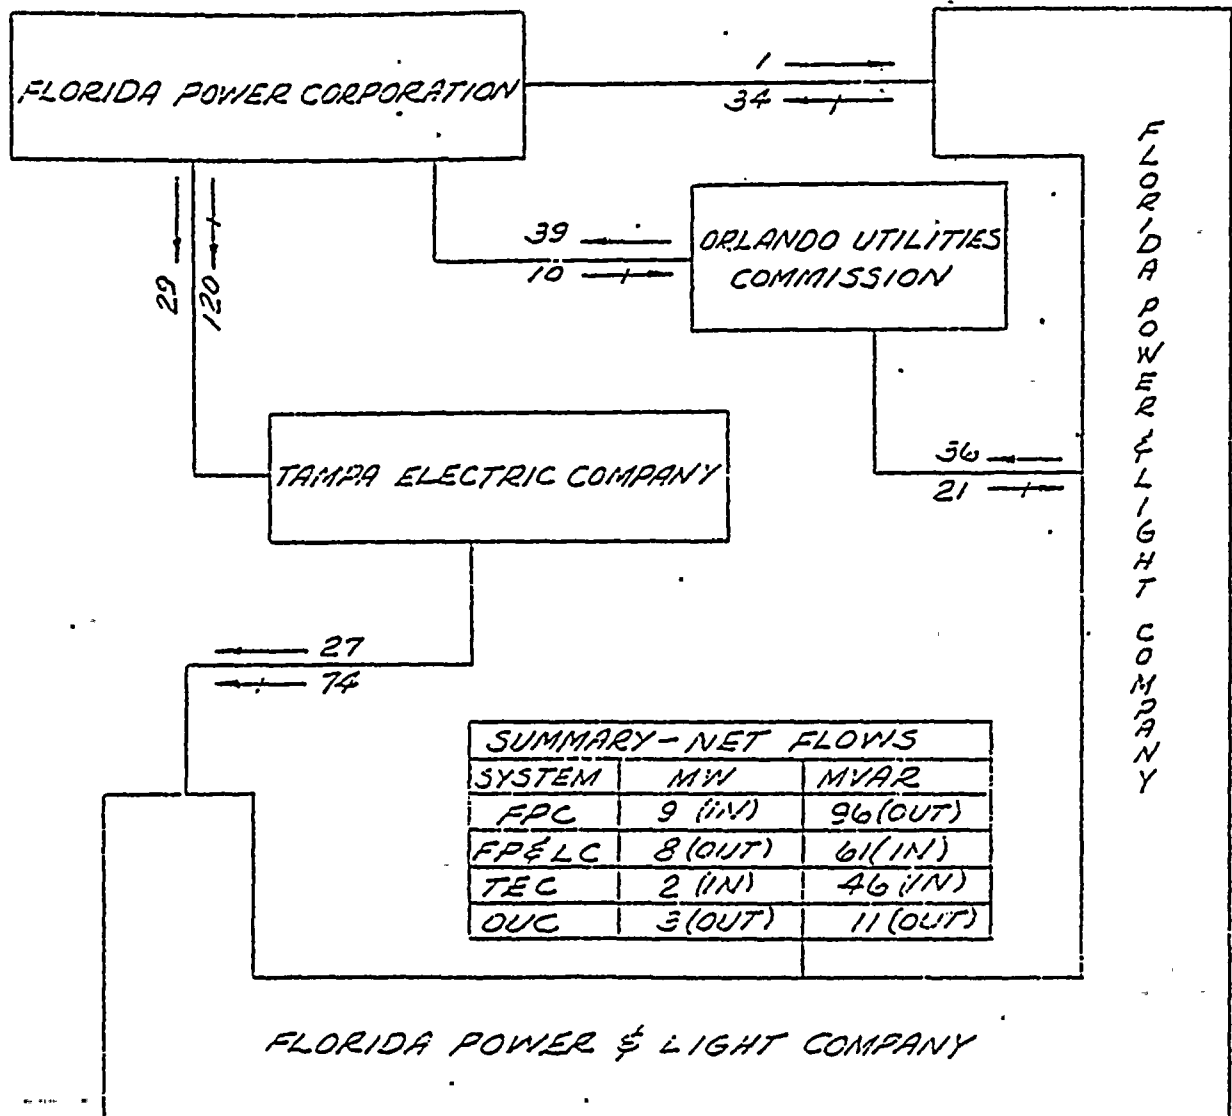 FLORIDA POWER CORPORATION
1
34
FLORIDA POWER & LIGHT COMPANY
39
10
ORLANDO UTILITIES
COMMISSION
29
120
TAMPA ELECTRIC COMPANY
36
21
27
74
SUMMARY-NET FLOWS
SYSTEM MW MVAR
FPC 9 (IN) 96 (OUT)
FP&LC 8 (OUT) 61 (IN)
TEC 2 (IN) 46 (IN)
OUC 3 (OUT) 11 (OUT)
FLORIDA POWER & LIGHT COMPANY